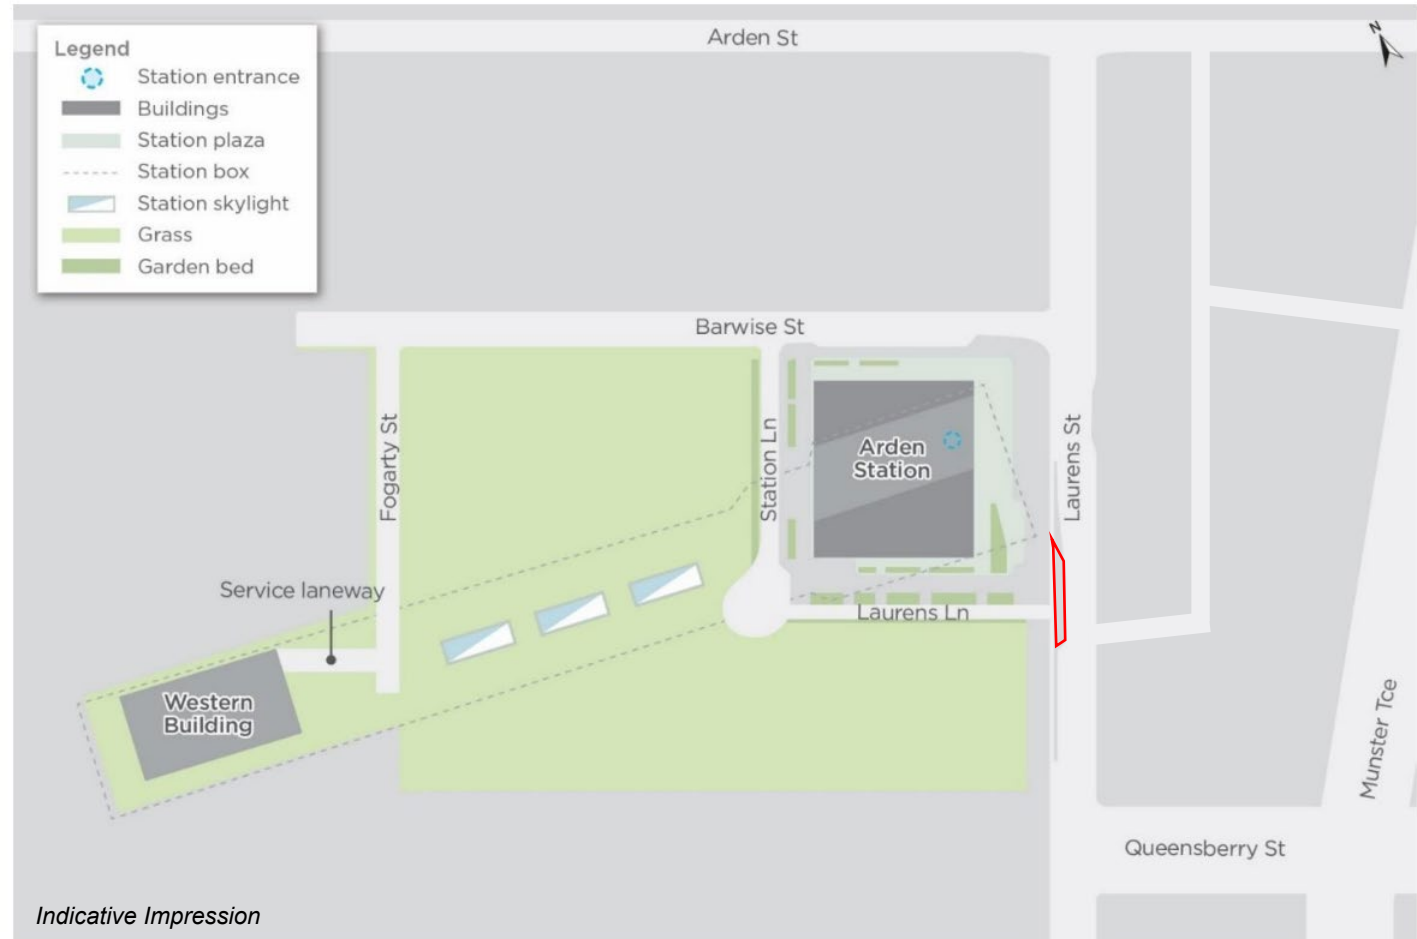 Arden St
N
Legend
Station entrance
Buildings
Station plaza
Station box
Station skylight
Grass
Garden bed
Barwise St
Fogarty St
Station Ln
Arden
Station
Laurens St
Service laneway
Laurens Ln
Western
Building
Munster Tce
Queensberry St
Indicative Impression